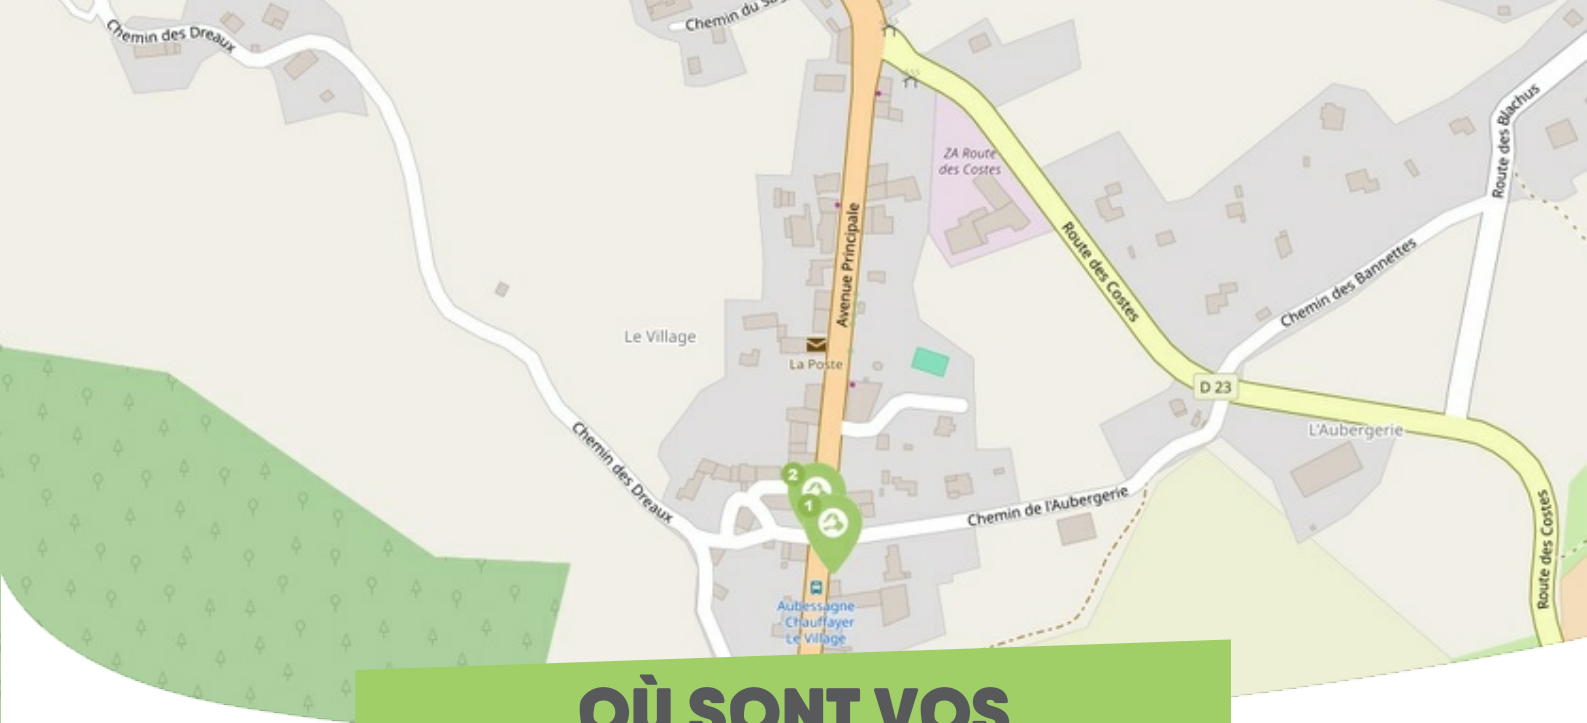 Chemin des Dreaux
Chemin du
ZA Route
des Costes
Route des Blachus
Avenue Principale
Route des Costes
Chemin des Bannettes
Le Village
La Poste
D 23
L'Aubergerie
Chemin des Dreaux
2
1
Chemin de l'Aubergerie
Route des Costes
Aubessagne
Chauffayer
Le Village
OÙ SONT VOS